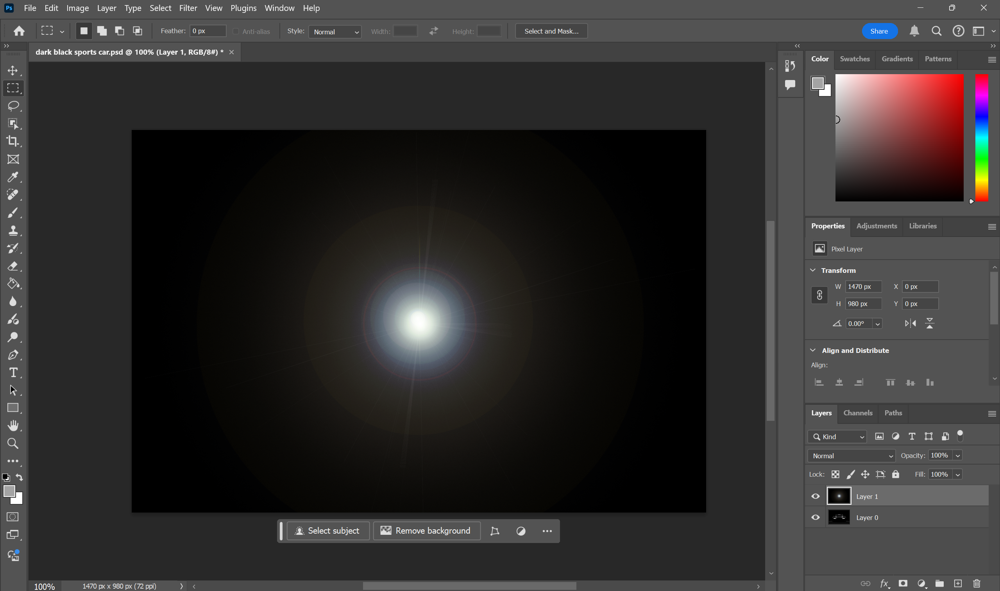 Ps File Edit Image Layer Type Select Filter View Plugins Window Help
Feather: 0 px Anti-alias Style: Normal Width: Height: Select and Mask... Share
dark black sports car.psd @ 100% (Layer 1, RGB/8#) *
Color Swatches Gradients Patterns
Properties Adjustments Libraries
Pixel Layer
Transform
W 1470 px X 0 px
H 980 px Y 0 px
0.00°
Align and Distribute
Align:
Layers Channels Paths
Kind
Normal Opacity: 100%
Lock: Fill: 100%
Layer 1
Layer 0
Select subject Remove background
100% 1470 px x 980 px (72 ppi)
fx